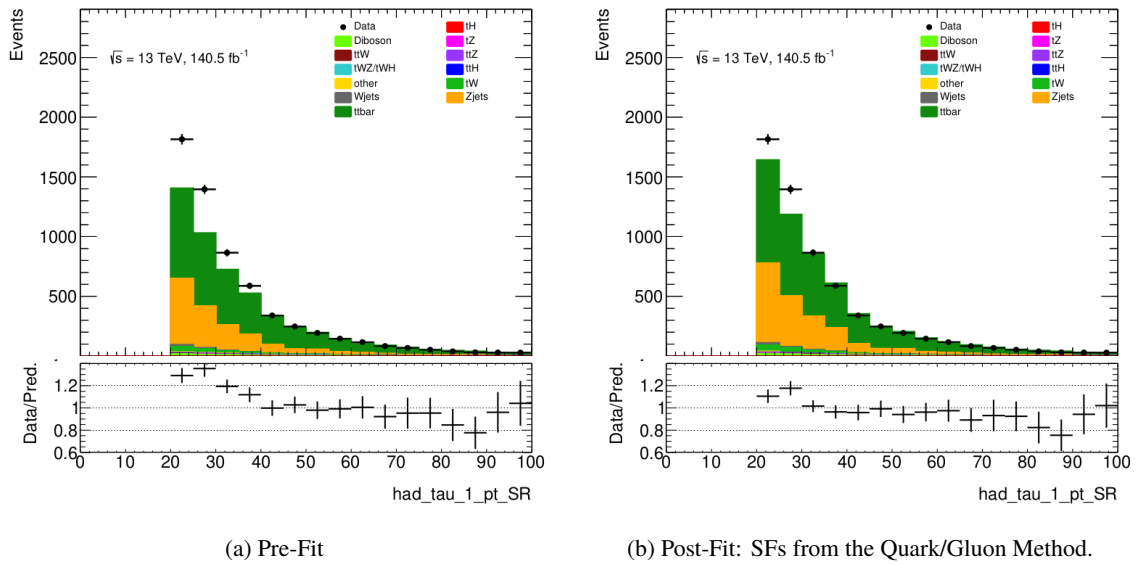 Events
2500
2000
1500
1000
500
√s = 13 TeV, 140.5 fb⁻¹
Data
Diboson
ttW
tWZ/tWH
other
Wjets
ttbar
tH
tZ
ttZ
ttH
tW
Zjets
Data/Pred.
1.2
1
0.8
0.6
0 10 20 30 40 50 60 70 80 90 100
had_tau_1_pt_SR
(a) Pre-Fit
Events
2500
2000
1500
1000
500
√s = 13 TeV, 140.5 fb⁻¹
Data
Diboson
ttW
tWZ/tWH
other
Wjets
ttbar
tH
tZ
ttZ
ttH
tW
Zjets
Data/Pred.
1.2
1
0.8
0.6
0 10 20 30 40 50 60 70 80 90 100
had_tau_1_pt_SR
(b) Post-Fit: SFs from the Quark/Gluon Method.